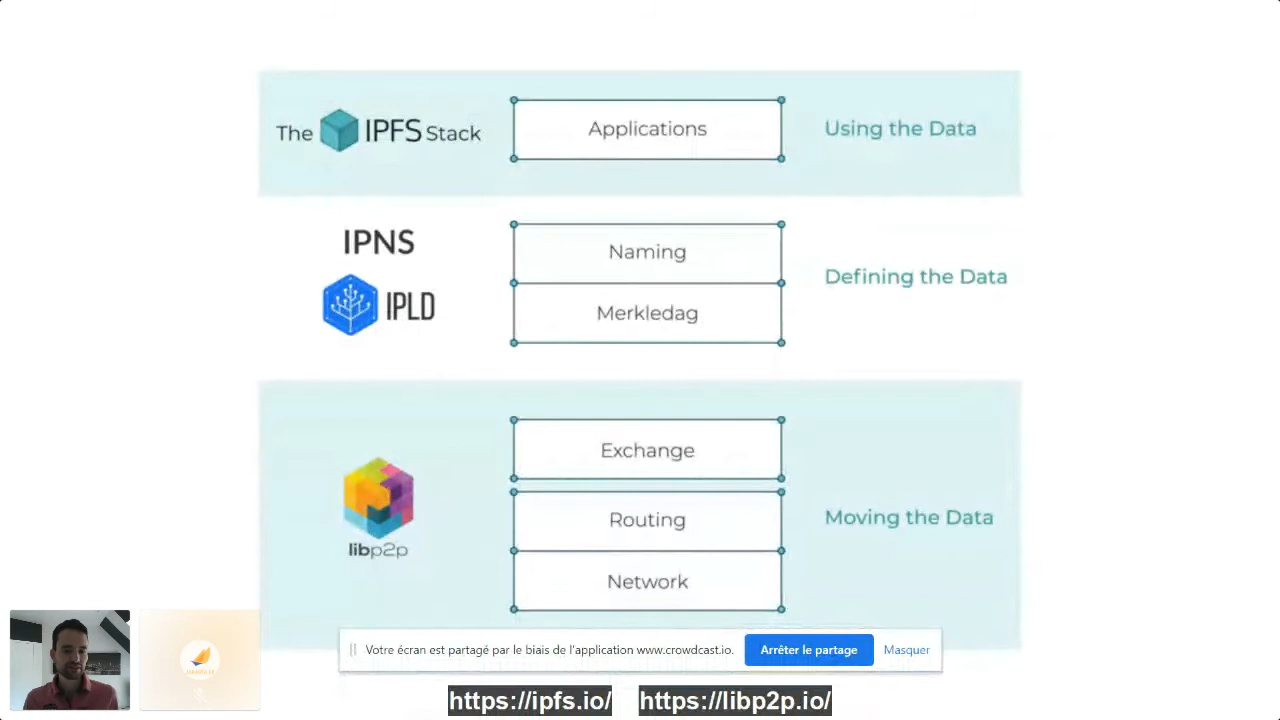 The IPFS Stack
Applications
Using the Data
IPNS
IPLD
Naming
Merkledag
Defining the Data
libp2p
Exchange
Routing
Network
Moving the Data
Votre écran est partagé par le biais de l'application www.crowdcast.io.
Arrêter le partage
Masquer
https://ipfs.io/
https://libp2p.io/